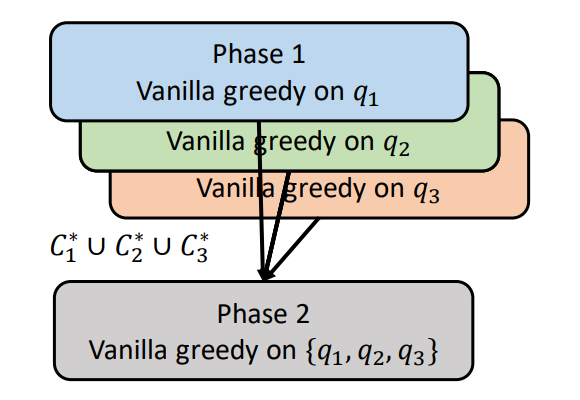 Phase 1
Vanilla greedy on q₁
Vanilla greedy on q₂
Vanilla greedy on q₃
C₁* ∪ C₂* ∪ C₃*
Phase 2
Vanilla greedy on {q₁, q₂, q₃}